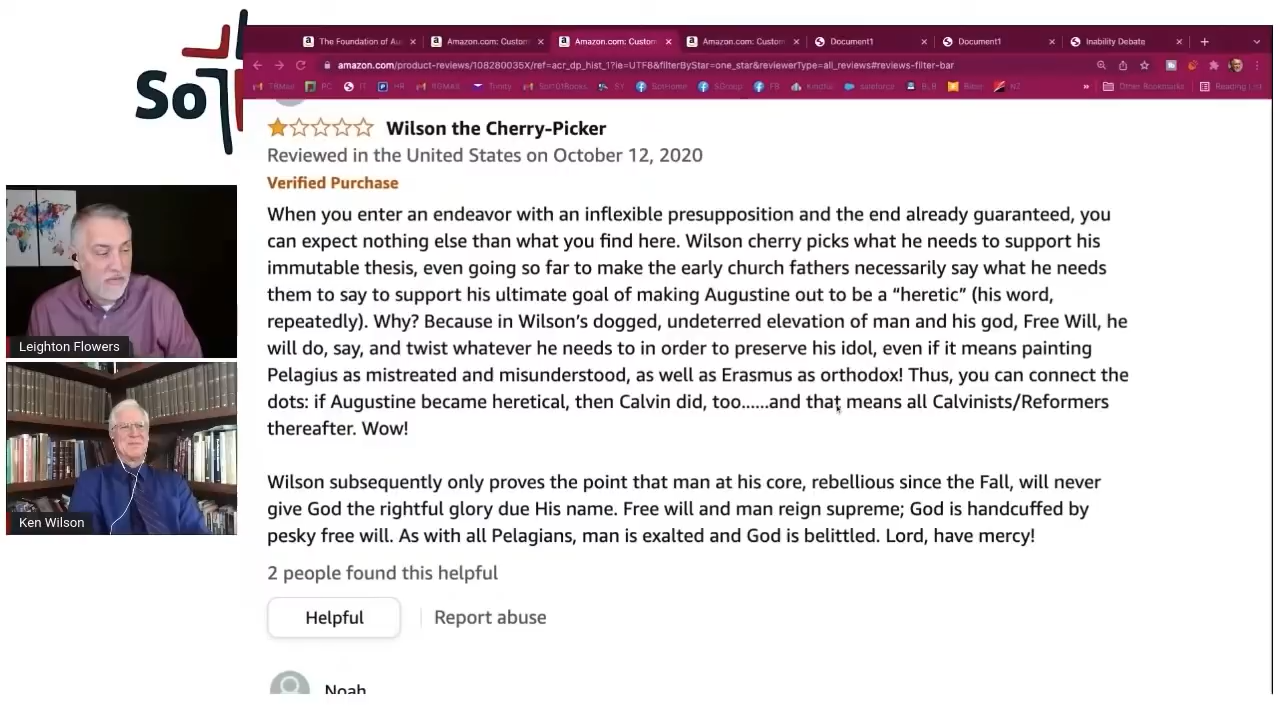 So
The Foundation of Au
Amazon.com: Custom
Amazon.com: Custom
Amazon.com: Custom
Document1
Document1
Inability Debate
amazon.com/product-reviews/108280035X/ref=acr_dp_hist_1?ie=UTF8&filterByStar=one_star&reviewerType=all_reviews#reviews-filter-bar
PC
IT
HR
Trinity
SY
FB
salesforce
BLB
NZ
Other Bookmarks
Reading List
Wilson the Cherry-Picker
Reviewed in the United States on October 12, 2020
Verified Purchase
When you enter an endeavor with an inflexible presupposition and the end already guaranteed, you
can expect nothing else than what you find here. Wilson cherry picks what he needs to support his
immutable thesis, even going so far to make the early church fathers necessarily say what he needs
them to say to support his ultimate goal of making Augustine out to be a “heretic” (his word,
repeatedly). Why? Because in Wilson’s dogged, undeterred elevation of man and his god, Free Will, he
will do, say, and twist whatever he needs to in order to preserve his idol, even if it means painting
Pelagius as mistreated and misunderstood, as well as Erasmus as orthodox! Thus, you can connect the
dots: if Augustine became heretical, then Calvin did, too......and that means all Calvinists/Reformers
thereafter. Wow!
Wilson subsequently only proves the point that man at his core, rebellious since the Fall, will never
give God the rightful glory due His name. Free will and man reign supreme; God is handcuffed by
pesky free will. As with all Pelagians, man is exalted and God is belittled. Lord, have mercy!
2 people found this helpful
Helpful
Report abuse
Noah
Leighton Flowers
Ken Wilson